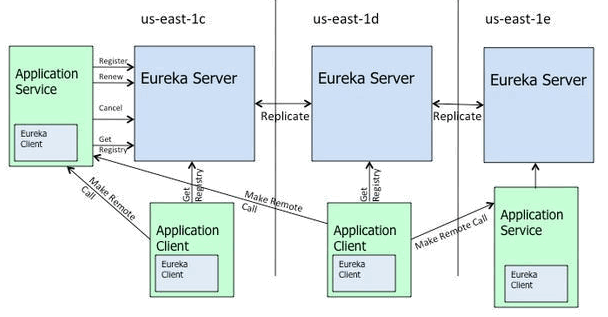 us-east-1c
us-east-1d
us-east-1e
Application
Service
Eureka
Client
Register
Renew
Cancel
Get
Registry
Eureka Server
Replicate
Eureka Server
Replicate
Eureka Server
Make Remote
Call
Get
Registry
Make Remote
Call
Get
Registry
Make Remote Call
Application
Client
Eureka
Client
Application
Client
Eureka
Client
Application
Service
Eureka
Client